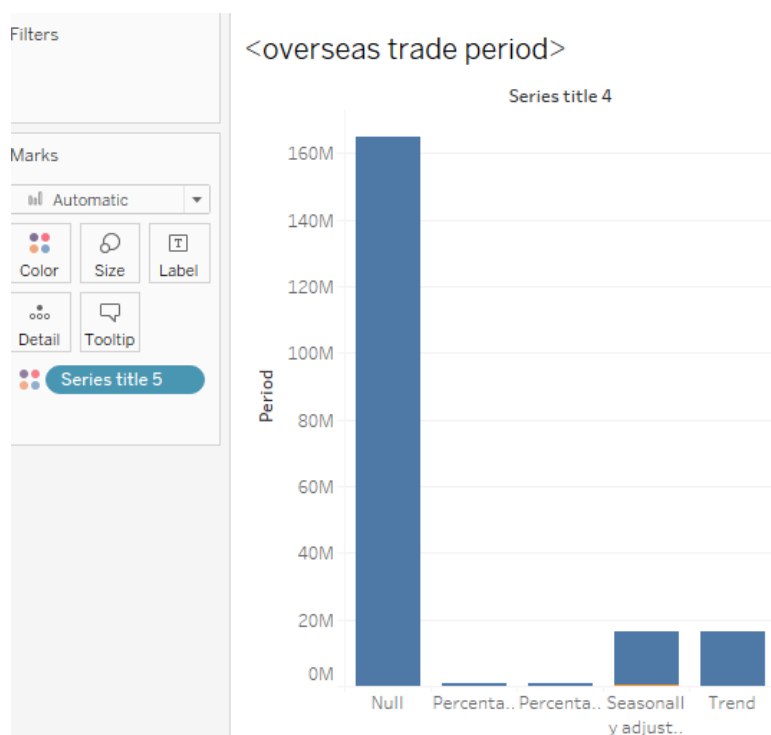 Filters
Marks
Automatic
Color
Size
T
Label
Detail
Tooltip
Series title 5
<overseas trade period>
Series title 4
Period
160M
140M
120M
100M
80M
60M
40M
20M
0M
Null
Percenta..
Percenta..
Seasonall
y adjust..
Trend